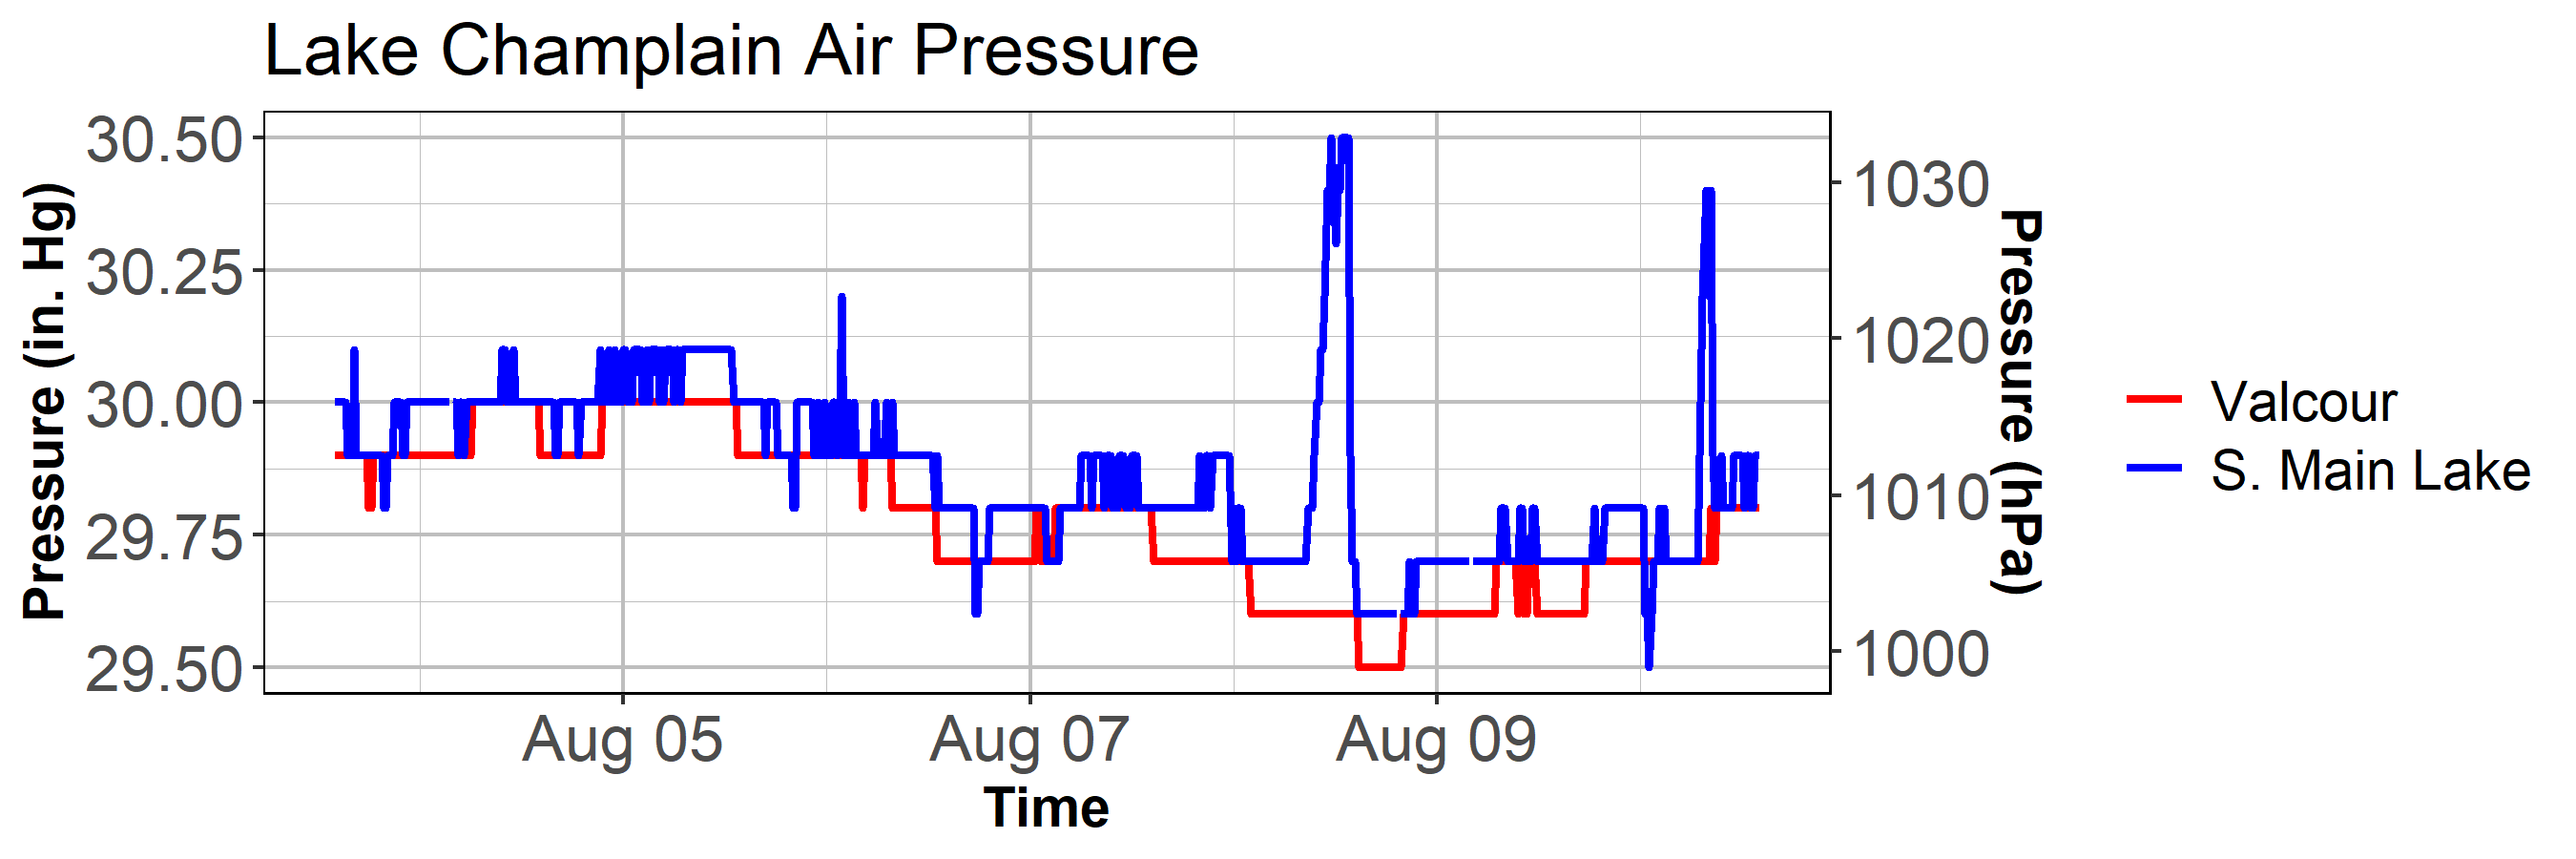 Lake Champlain Air Pressure
Pressure (in. Hg)
30.50
30.25
30.00
29.75
29.50
1030
1020
1010
1000
Pressure (hPa)
Aug 05
Aug 07
Aug 09
Time
Valcour
S. Main Lake